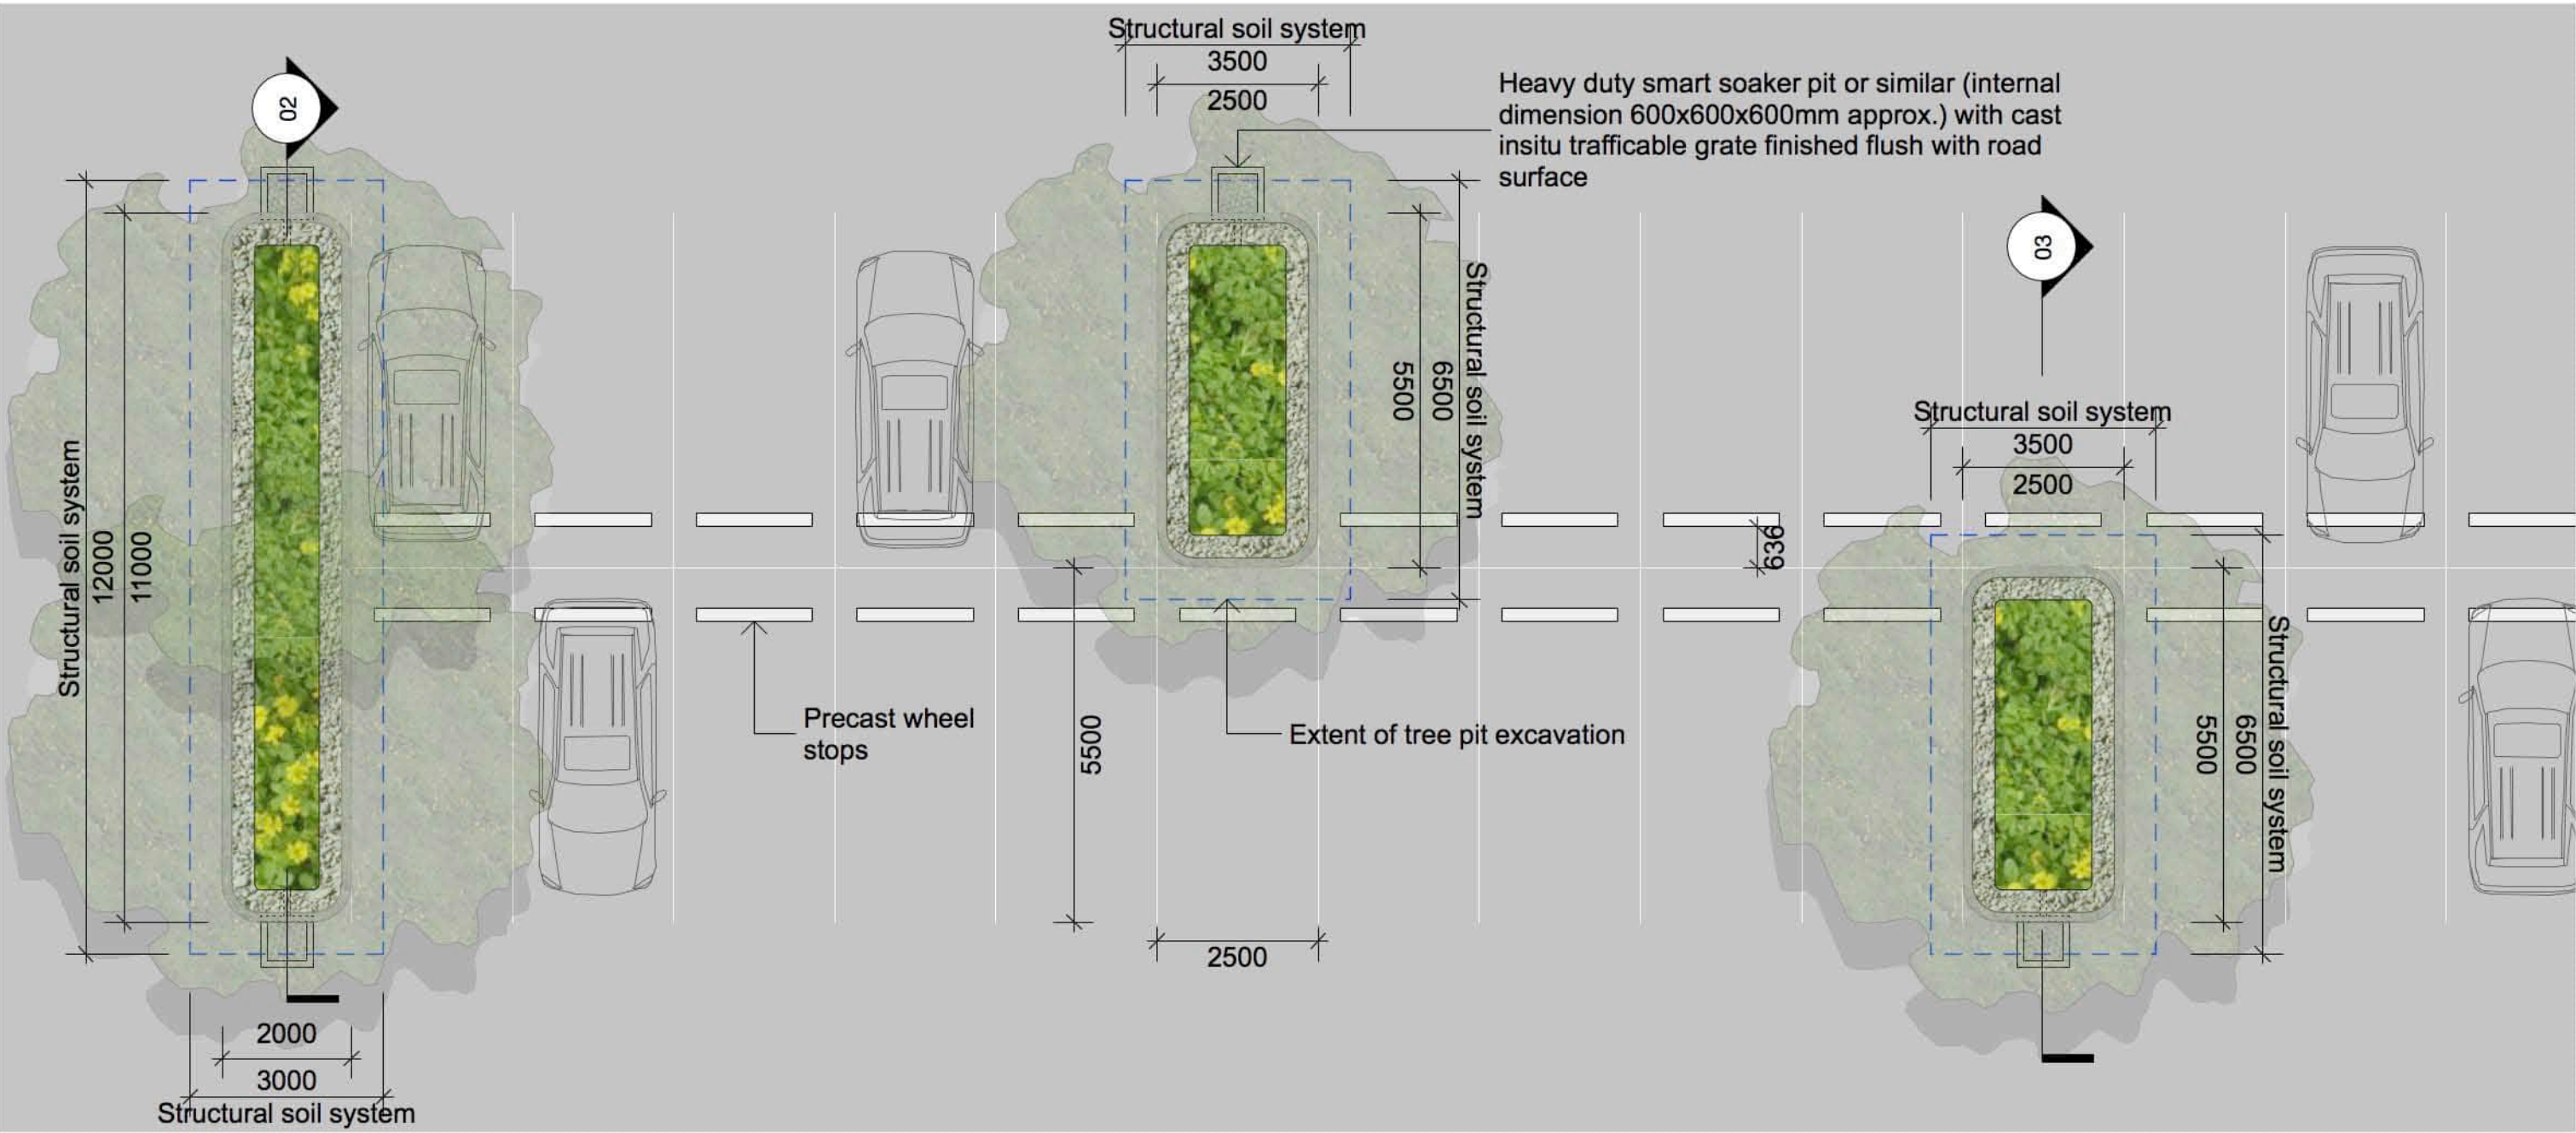 Structural soil system
3500
2500
Heavy duty smart soaker pit or similar (internal
dimension 600x600x600mm approx.) with cast
insitu trafficable grate finished flush with road
surface
02
03
Structural soil system
12000
11000
5500
6500
Structural soil system
Structural soil system
3500
2500
636
Precast wheel
stops
5500
Extent of tree pit excavation
5500
6500
Structural soil system
2500
2000
3000
Structural soil system